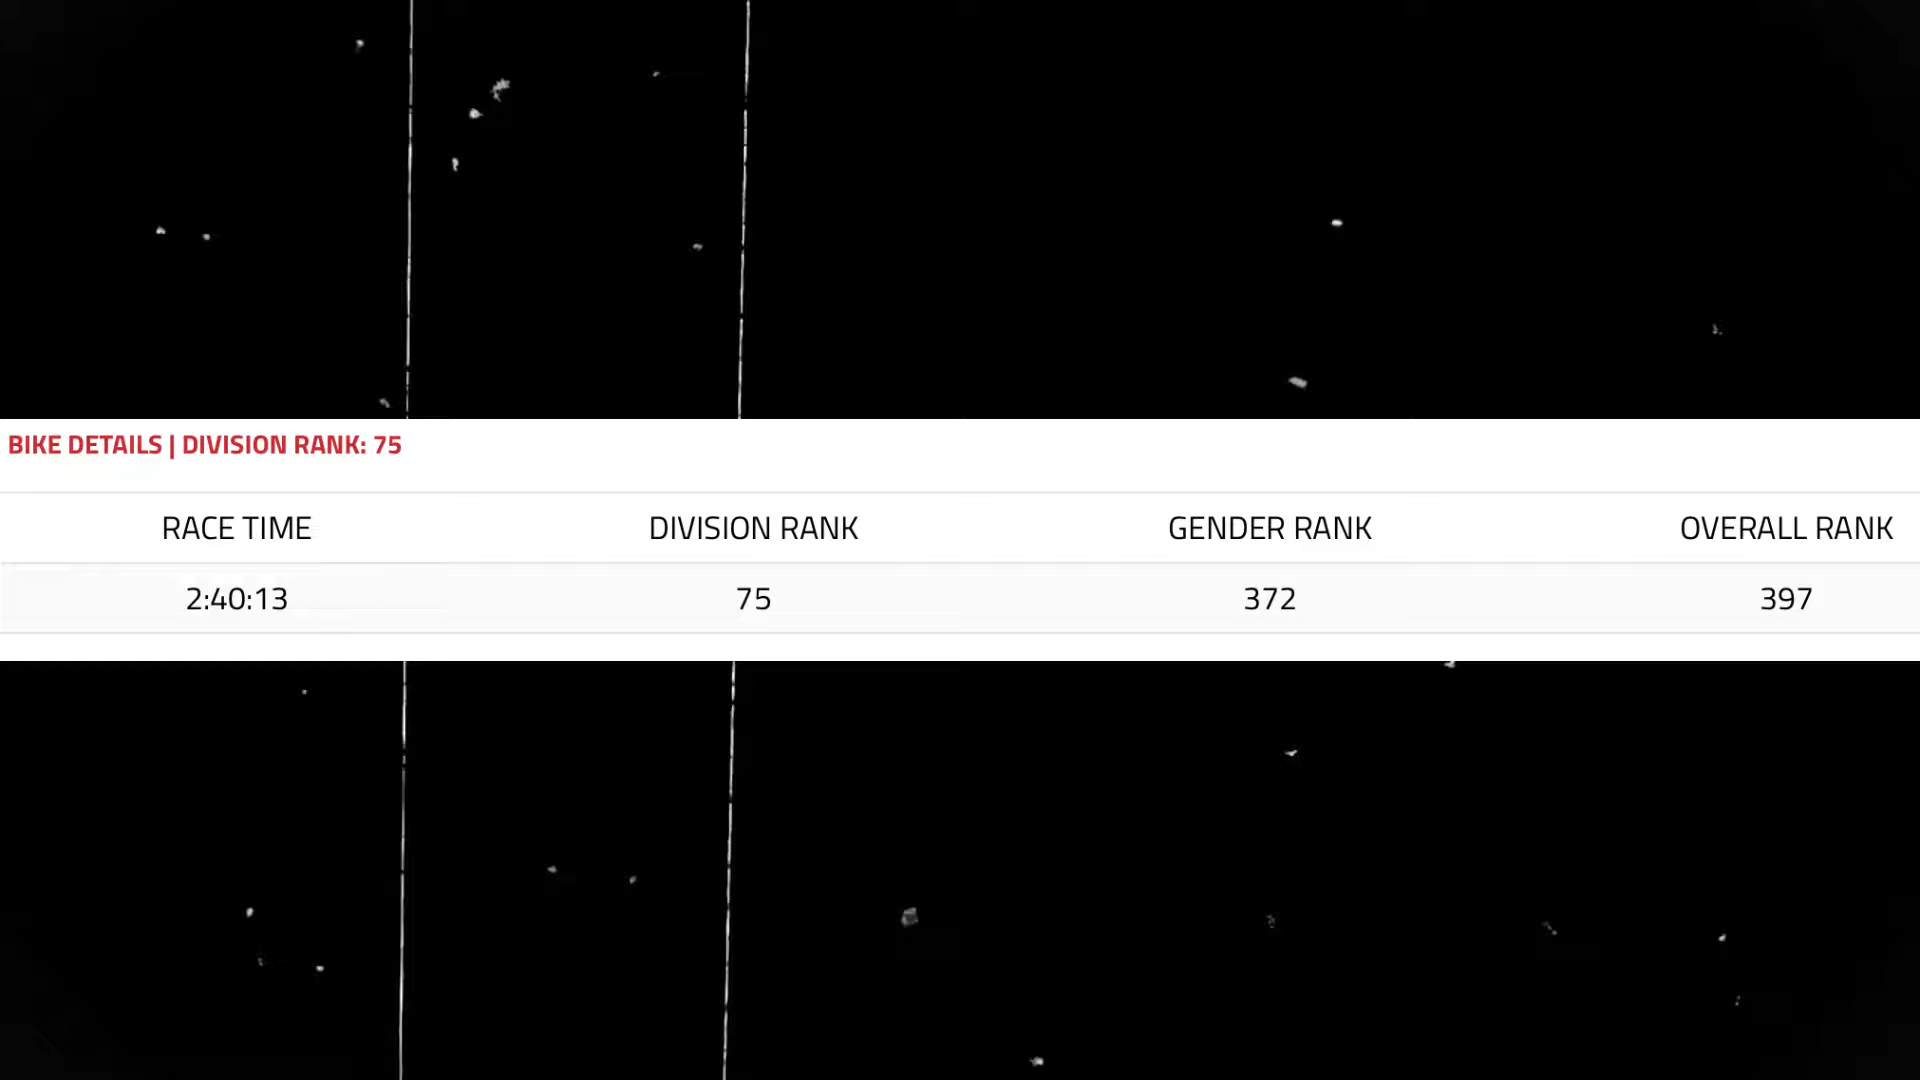 BIKE DETAILS | DIVISION RANK: 75
RACE TIME DIVISION RANK GENDER RANK OVERALL RANK
2:40:13 75 372 397